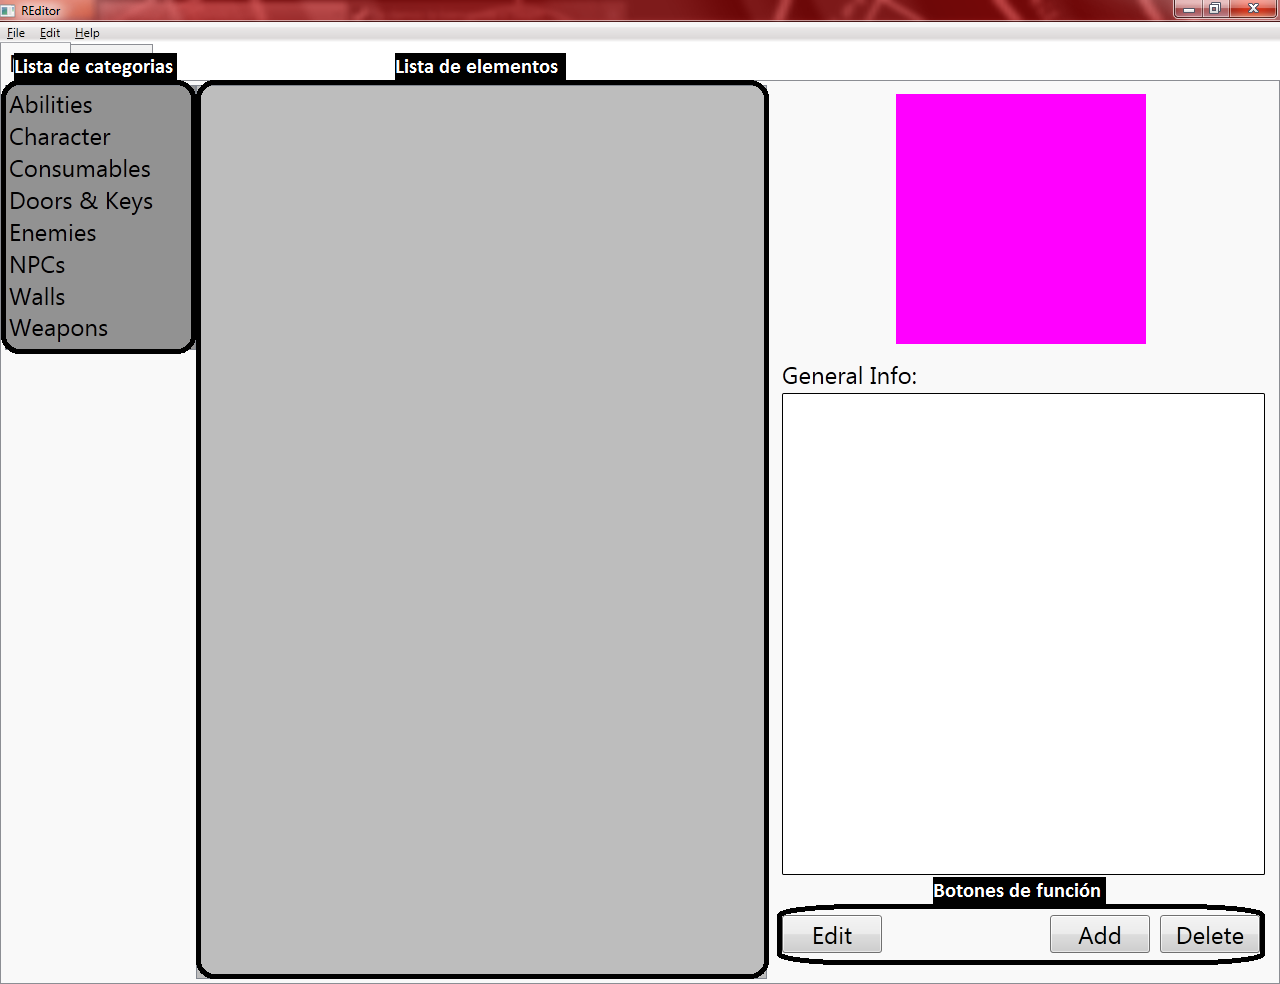 REditor
File Edit Help
Lista de categorias
Lista de elementos
Abilities
Character
Consumables
Doors & Keys
Enemies
NPCs
Walls
Weapons
General Info:
Botones de función
Edit
Add
Delete